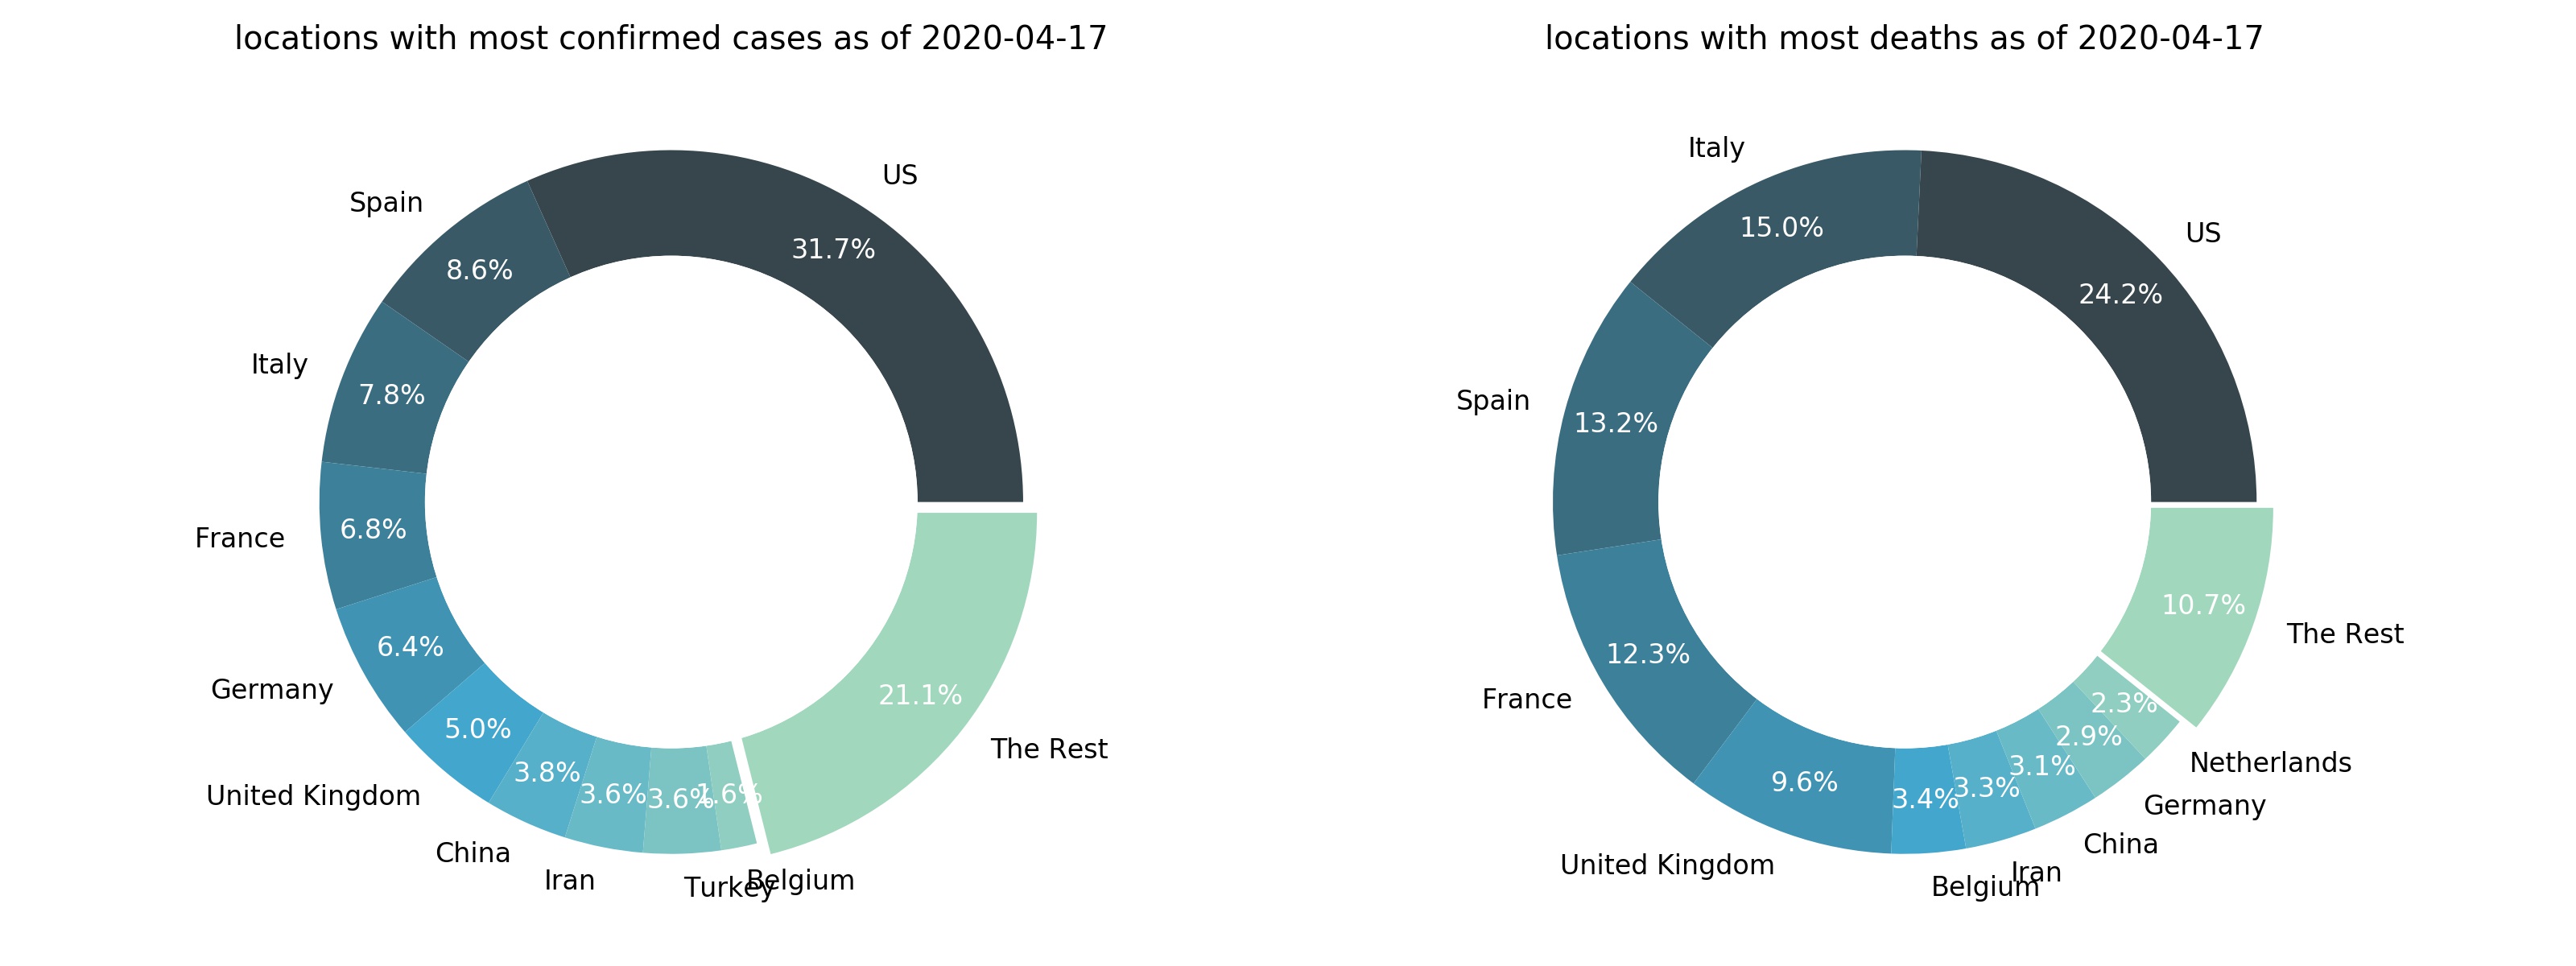 locations with most confirmed cases as of 2020-04-17
US
31.7%
Spain
8.6%
Italy
7.8%
France
6.8%
Germany
6.4%
United Kingdom
5.0%
China
3.8%
Iran
3.6%
Turkey
3.6%
Belgium
1.6%
The Rest
21.1%
locations with most deaths as of 2020-04-17
US
24.2%
Italy
15.0%
Spain
13.2%
France
12.3%
United Kingdom
9.6%
Belgium
3.4%
Iran
3.3%
China
3.1%
Germany
2.9%
Netherlands
2.3%
The Rest
10.7%